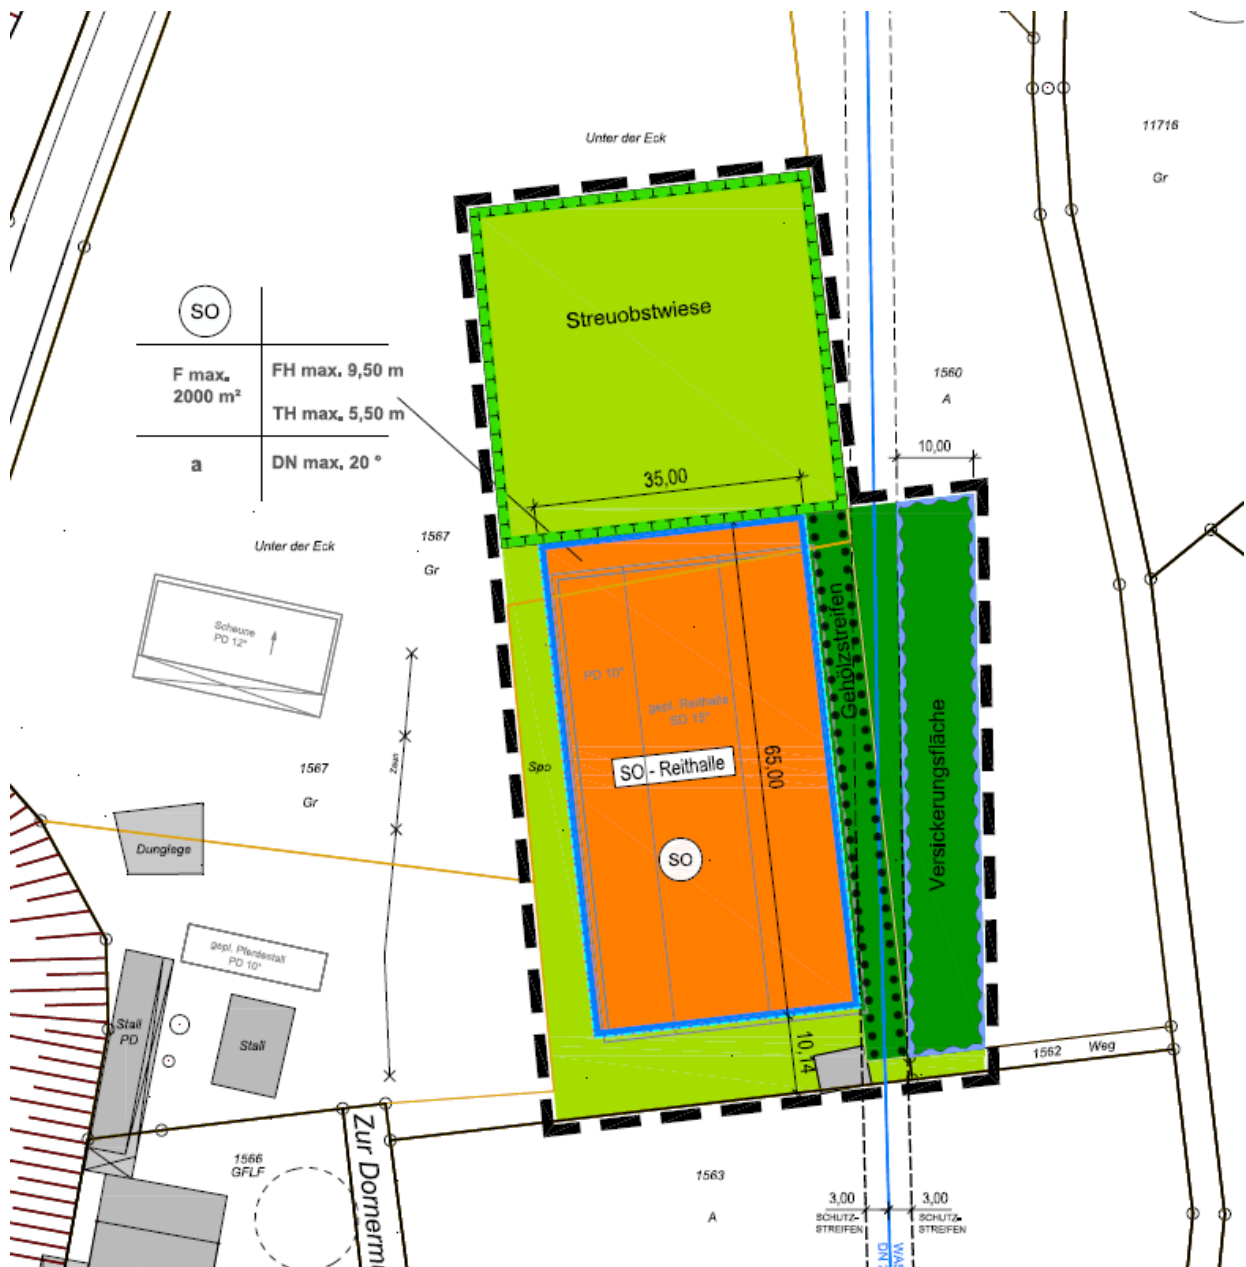 Unter der Eck
11716
Gr
SO
F max.
2000 m²
FH max. 9,50 m
TH max. 5,50 m
a
DN max. 20 °
Streuobstwiese
1560
A
10,00
35,00
Unter der Eck
1567
Gr
Scheune
PD 12°
PD 10°
gepl. Reithalle
SD 15°
Gehölzstreifen
Versickerungsfläche
65,00
SO - Reithalle
SO
Spo
Zaun
1567
Gr
Dunglege
gepl. Pferdestall
PD 10°
Stall
PD
Stall
10,14
1562
Weg
1566
GFLF
1563
A
3,00
SCHUTZ-
STREIFEN
3,00
SCHUTZ-
STREIFEN
DN